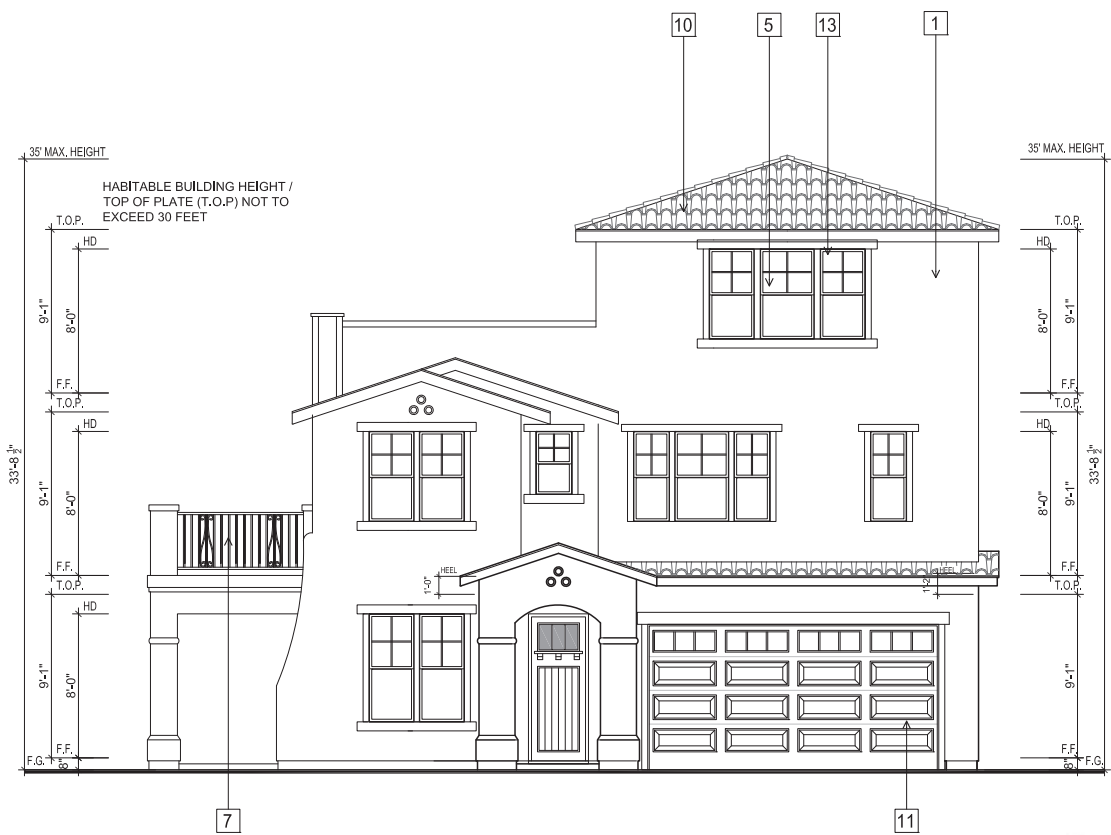 10 5 13 1
35' MAX. HEIGHT
35' MAX. HEIGHT
HABITABLE BUILDING HEIGHT /
TOP OF PLATE (T.O.P) NOT TO
EXCEED 30 FEET
T.O.P.
T.O.P.
HD
HD
9'-1"
8'-0"
8'-0"
9'-1"
F.F.
F.F.
T.O.P.
T.O.P.
HD
HD
33'-8 ½"
9'-1"
8'-0"
8'-0"
9'-1"
33'-8 ½"
F.F.
HEEL
HEEL
F.F.
T.O.P.
1'-0"
1'-2"
T.O.P.
HD
9'-1"
8'-0"
9'-1"
F.F.
F.F.
F.G.
8"
8"
F.G.
7
11